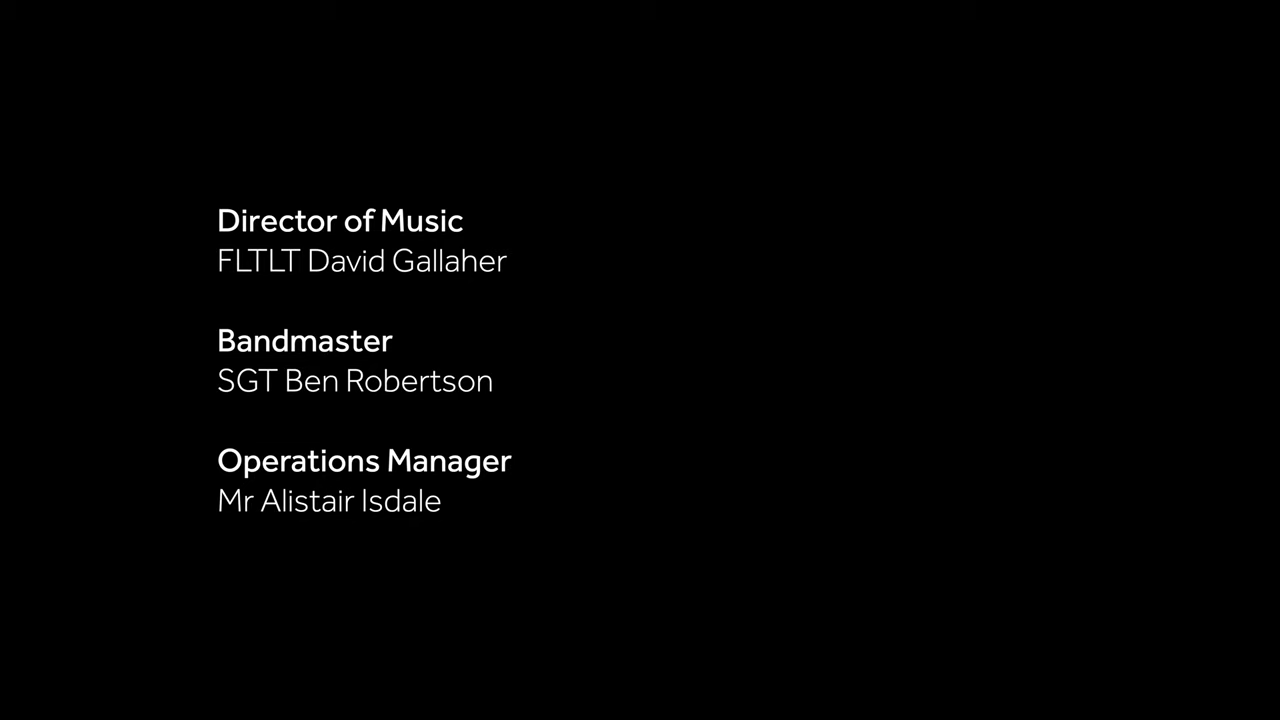 Director of Music
FLTLT David Gallaher
Bandmaster
SGT Ben Robertson
Operations Manager
Mr Alistair Isdale